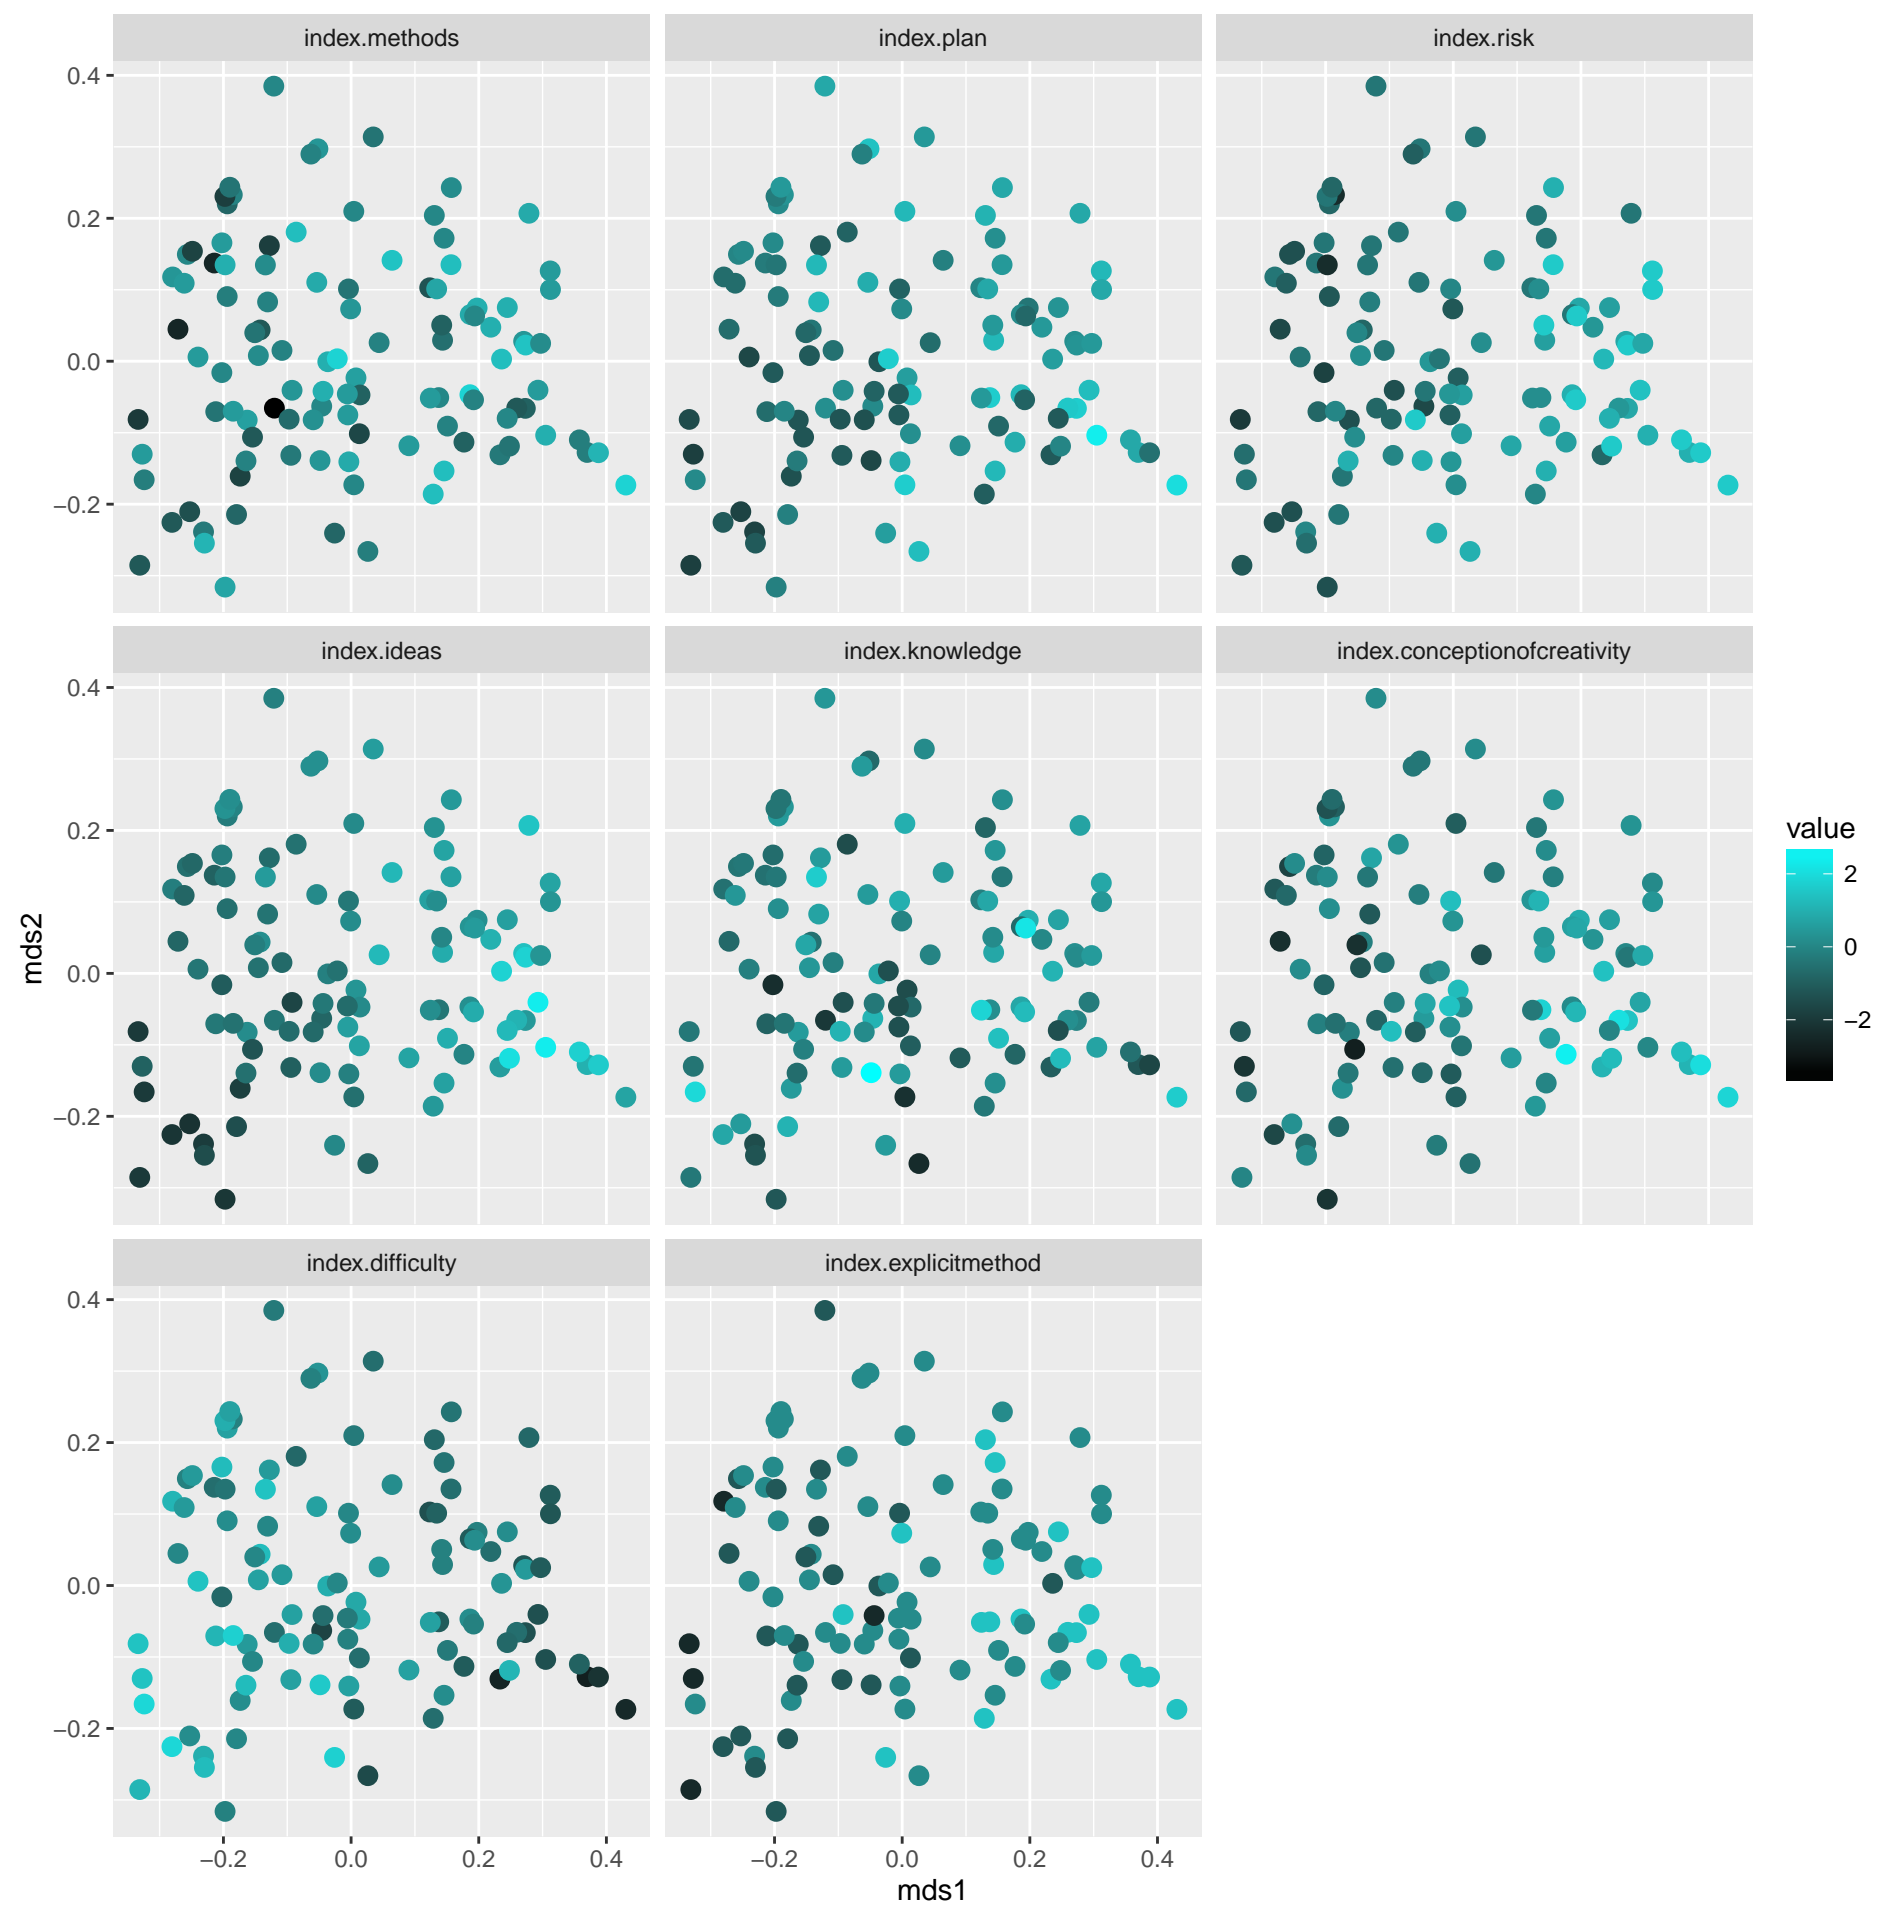 index.methods
index.plan
index.risk
0.4
0.2
0.0
−0.2
index.ideas
index.knowledge
index.conceptionofcreativity
0.4
0.2
0.0
−0.2
mds2
value
2
0
−2
index.difficulty
index.explicitmethod
0.4
0.2
0.0
−0.2
−0.2 0.0 0.2 0.4
−0.2 0.0 0.2 0.4
mds1